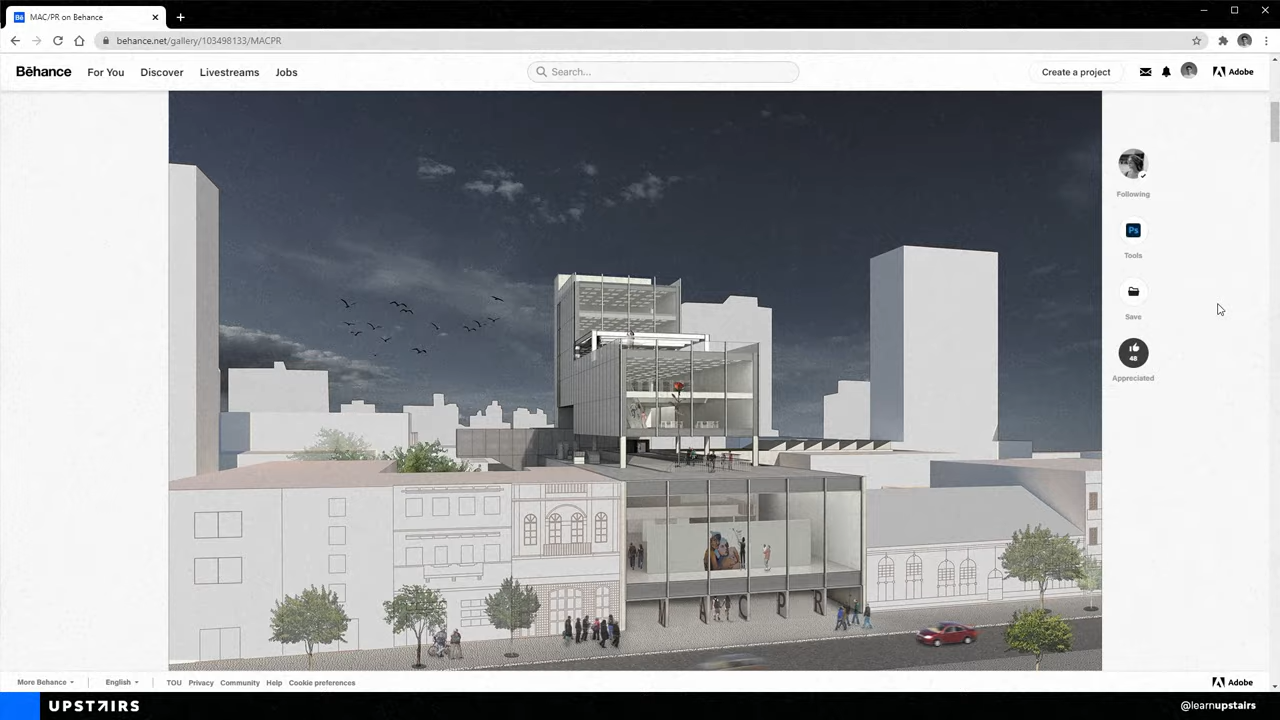 MAC/PR on Behance
behance.net/gallery/103498133/MACPR
Bēhance For You Discover Livestreams Jobs Search... Create a project Adobe
Following
Ps
Tools
Save
48
Appreciated
M A C P R
More Behance English TOU Privacy Community Help Cookie preferences Adobe
UPSTAIRS @learnupstairs